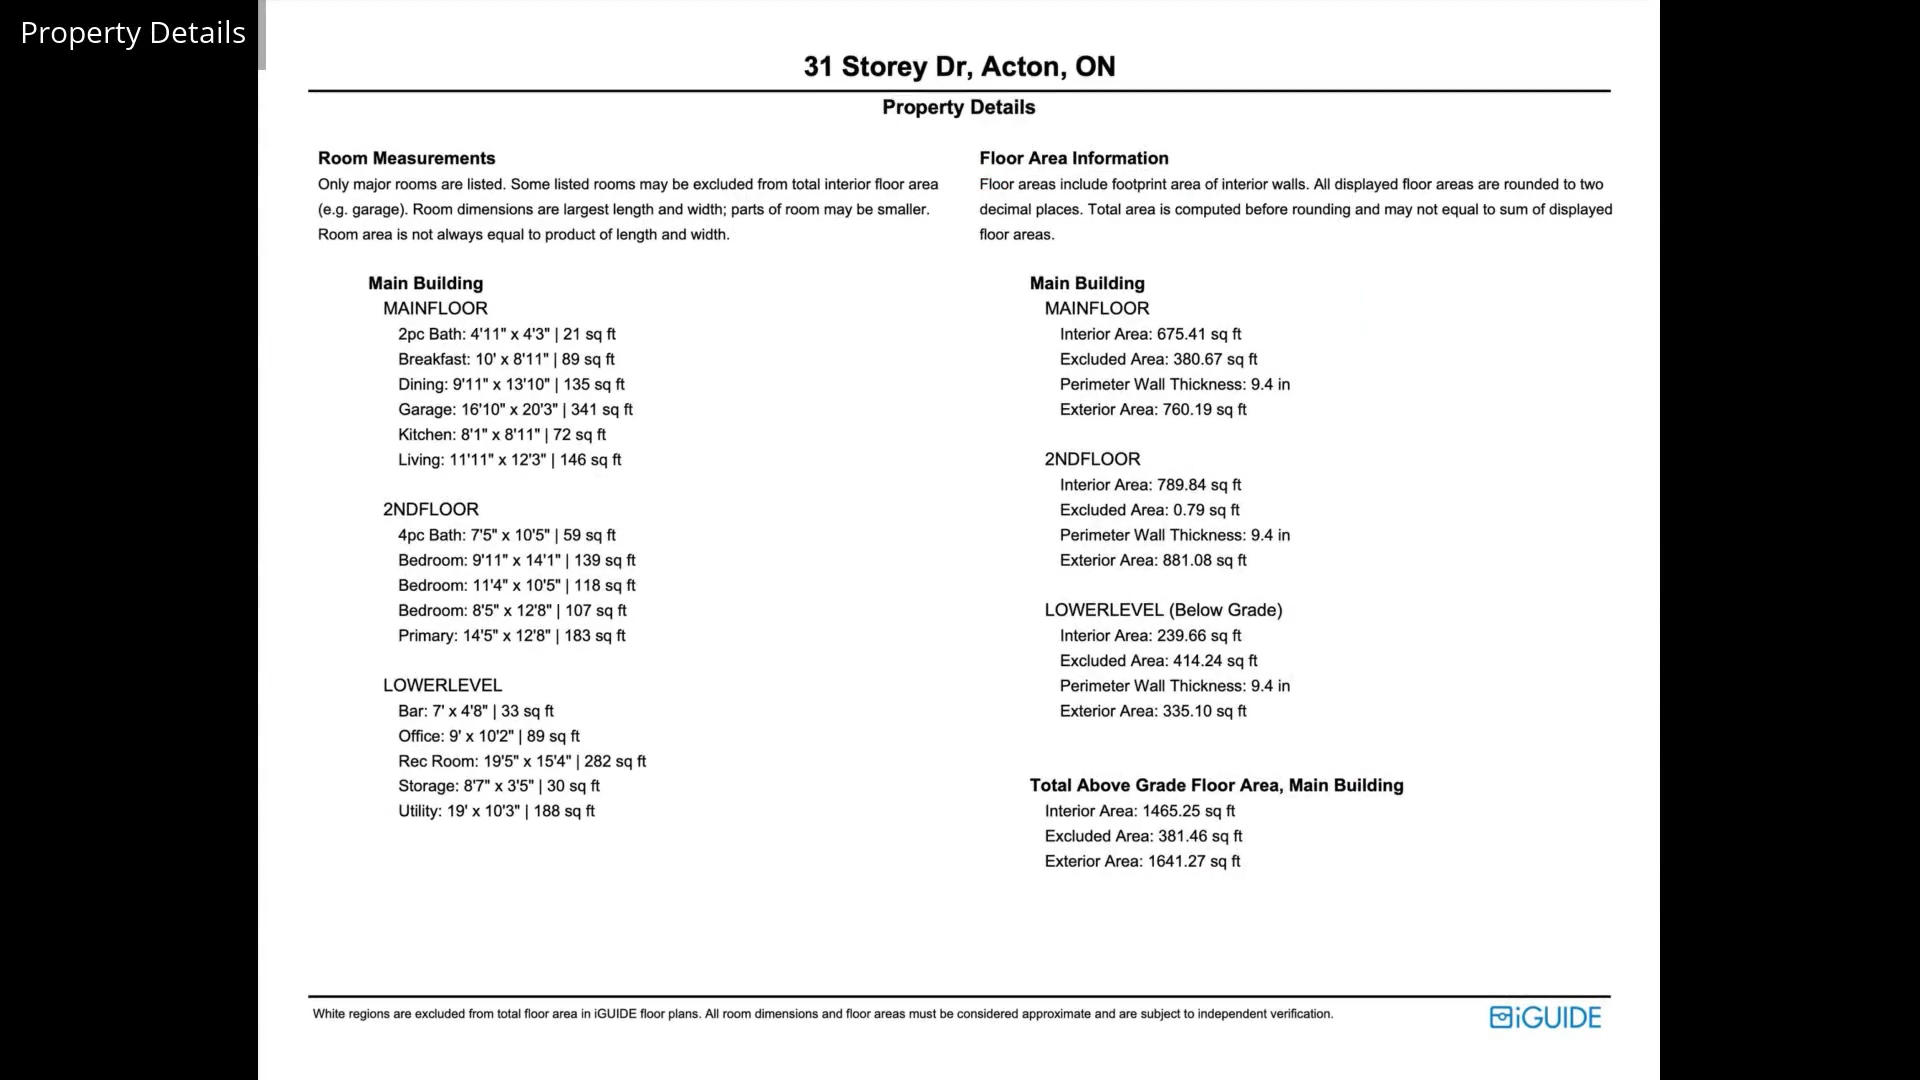 Property Details
31 Storey Dr, Acton, ON
Property Details
Room Measurements
Only major rooms are listed. Some listed rooms may be excluded from total interior floor area
(e.g. garage). Room dimensions are largest length and width; parts of room may be smaller.
Room area is not always equal to product of length and width.
Main Building
MAINFLOOR
2pc Bath: 4'11" x 4'3" | 21 sq ft
Breakfast: 10' x 8'11" | 89 sq ft
Dining: 9'11" x 13'10" | 135 sq ft
Garage: 16'10" x 20'3" | 341 sq ft
Kitchen: 8'1" x 8'11" | 72 sq ft
Living: 11'11" x 12'3" | 146 sq ft
2NDFLOOR
4pc Bath: 7'5" x 10'5" | 59 sq ft
Bedroom: 9'11" x 14'1" | 139 sq ft
Bedroom: 11'4" x 10'5" | 118 sq ft
Bedroom: 8'5" x 12'8" | 107 sq ft
Primary: 14'5" x 12'8" | 183 sq ft
LOWERLEVEL
Bar: 7' x 4'8" | 33 sq ft
Office: 9' x 10'2" | 89 sq ft
Rec Room: 19'5" x 15'4" | 282 sq ft
Storage: 8'7" x 3'5" | 30 sq ft
Utility: 19' x 10'3" | 188 sq ft
Floor Area Information
Floor areas include footprint area of interior walls. All displayed floor areas are rounded to two
decimal places. Total area is computed before rounding and may not equal to sum of displayed
floor areas.
Main Building
MAINFLOOR
Interior Area: 675.41 sq ft
Excluded Area: 380.67 sq ft
Perimeter Wall Thickness: 9.4 in
Exterior Area: 760.19 sq ft
2NDFLOOR
Interior Area: 789.84 sq ft
Excluded Area: 0.79 sq ft
Perimeter Wall Thickness: 9.4 in
Exterior Area: 881.08 sq ft
LOWERLEVEL (Below Grade)
Interior Area: 239.66 sq ft
Excluded Area: 414.24 sq ft
Perimeter Wall Thickness: 9.4 in
Exterior Area: 335.10 sq ft
Total Above Grade Floor Area, Main Building
Interior Area: 1465.25 sq ft
Excluded Area: 381.46 sq ft
Exterior Area: 1641.27 sq ft
White regions are excluded from total floor area in iGUIDE floor plans. All room dimensions and floor areas must be considered approximate and are subject to independent verification.
iGUIDE